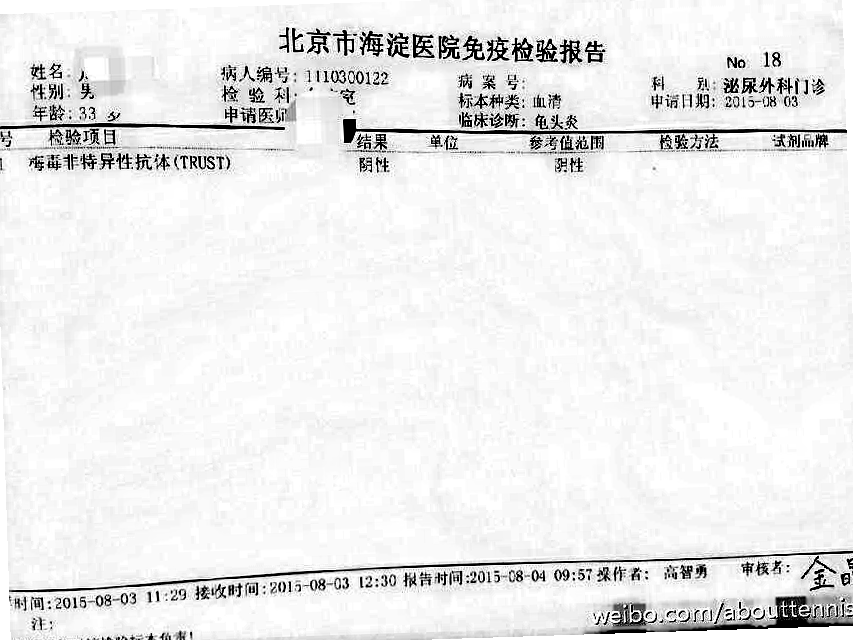 北京市海淀医院免疫检验报告
No 18
姓名:
病人编号: 1110300122
病案号:
科别: 泌尿外科门诊
性别: 男
检验科
标本种类: 血清
申请日期: 2015-08-03
年龄: 33 岁
申请医师
临床诊断: 龟头炎
号 检验项目 结果 单位 参考值范围 检验方法 试剂品牌
1 梅毒非特异性抗体(TRUST) 阴性 阴性
时间:2015-08-03 11:29 接收时间:2015-08-03 12:30 报告时间:2015-08-04 09:57 操作者: 高智勇 审核者:
注:
检验标本负责!
weibo.com/abouttennis